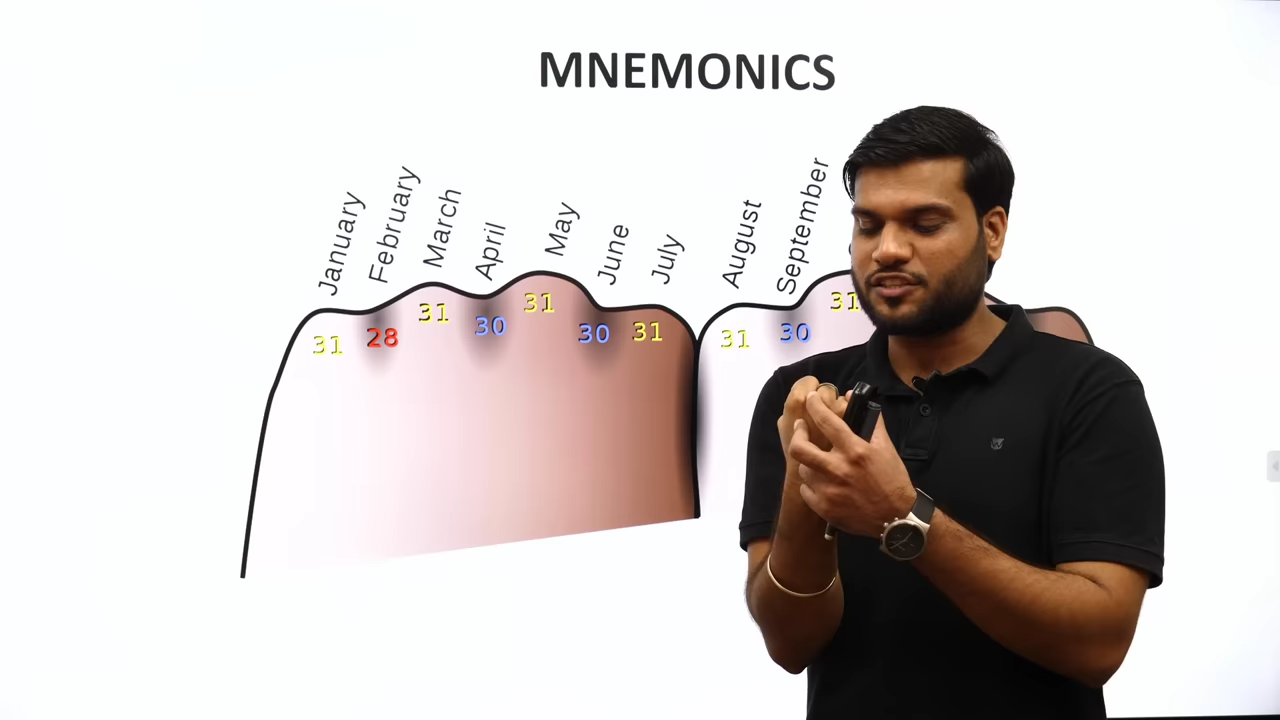 MNEMONICS
January
February
March
April
May
June
July
August
September
31
28
31
30
31
30
31
31
30
31